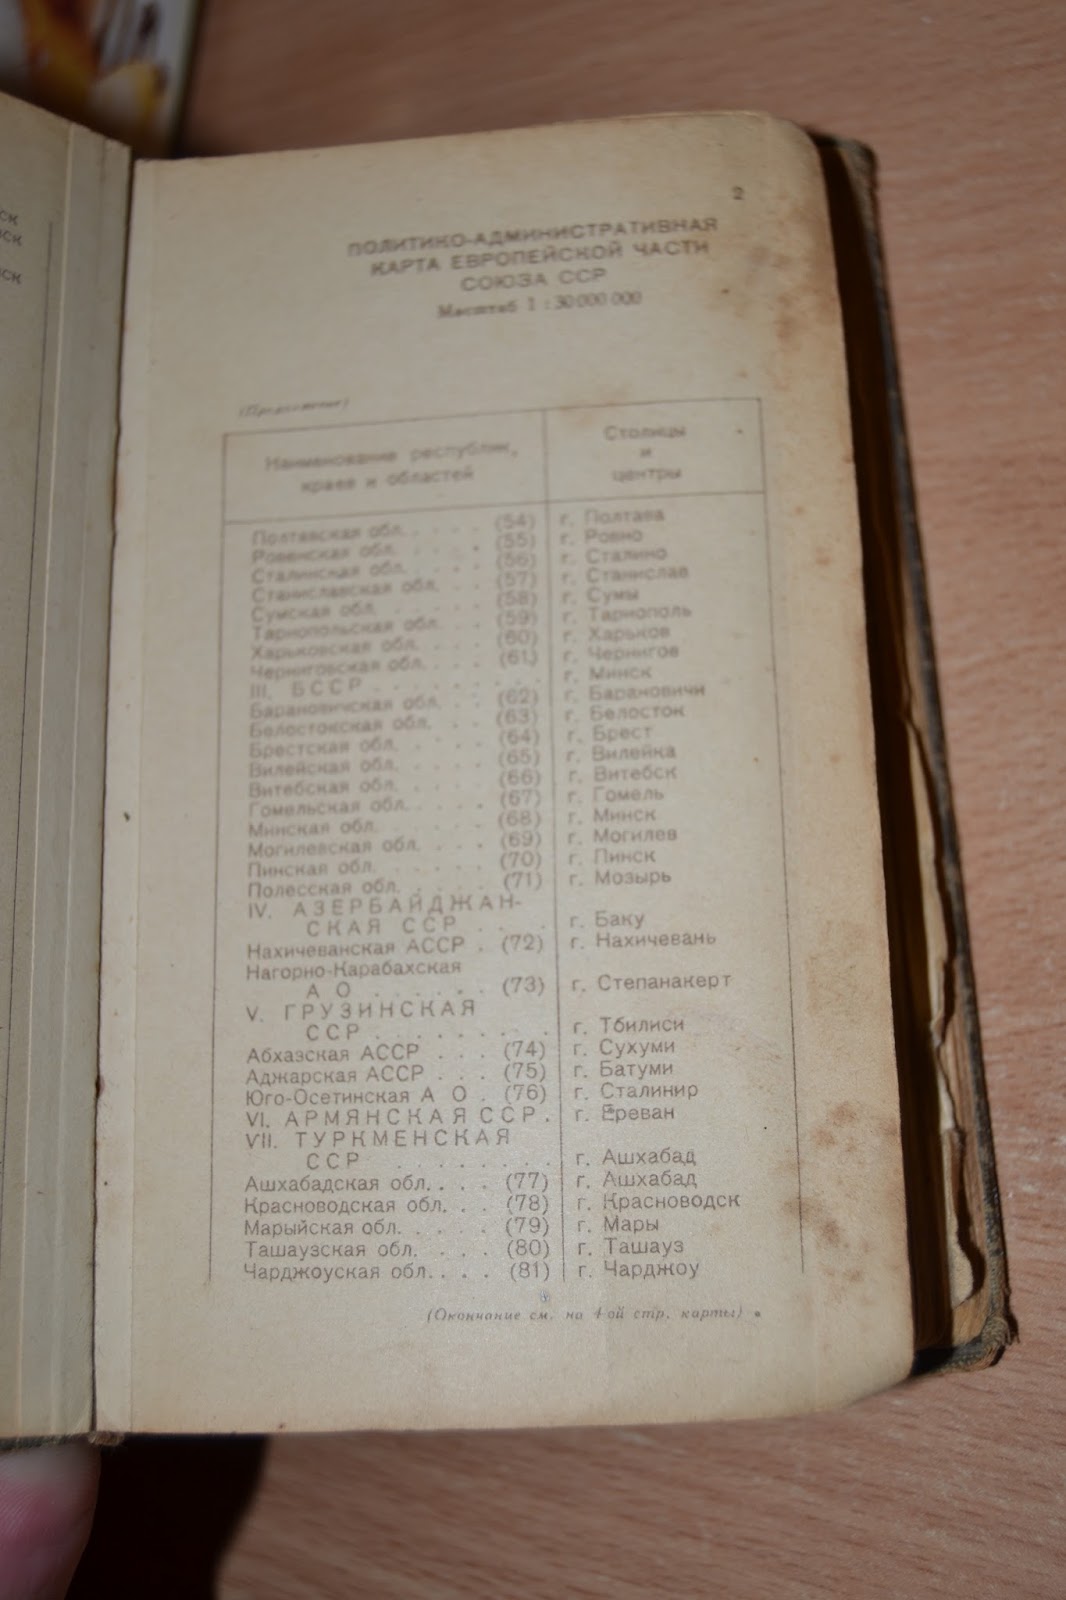 ск
ск
ск
2
ПОЛИТИКО-АДМИНИСТРАТИВНАЯ
КАРТА ЕВРОПЕЙСКОЙ ЧАСТИ
СОЮЗА ССР
Масштаб 1 : 30 000 000
(Продолжение)
Наименование республик, краев и областей | Столицы и центры
Полтавская обl. . . . . (54) г. Полтава
Ровенская обл. . . . . (55) г. Ровно
Сталинская обл. . . . (56) г. Сталино
Станиславская обл. . . (57) г. Станислав
Сумская обл. . . . . . (58) г. Сумы
Тарнопольская обл. . . (59) г. Тарнополь
Харьковская обл. . . . (60) г. Харьков
Черниговская обл. . . . (61) г. Чернигов
III. БССР . . . . . . . . г. Минск
Барановичская обл. . . (62) г. Барановичи
Белостокская обл. . . (63) г. Белосток
Брестская обл. . . . . (64) г. Брест
Вилейская обл. . . . . (65) г. Вилейка
Витебская обл. . . . . (66) г. Витебск
Гомельская обл. . . . . (67) г. Гомель
Минская обл. . . . . . (68) г. Минск
Могилевская обл. . . . (69) г. Могилев
Пинская обл. . . . . . (70) г. Пинск
Полесская обл. . . . . (71) г. Мозырь
IV. АЗЕРБАЙДЖАН-
СКАЯ ССР . . . . г. Баку
Нахичеванская АССР . (72) г. Нахичевань
Нагорно-Карабахская
АО . . . . . . (73) г. Степанакерт
V. ГРУЗИНСКАЯ
ССР . . . . . . . . г. Тбилиси
Абхазская АССР . . . (74) г. Сухуми
Аджарская АССР . . . (75) г. Батуми
Юго-Осетинская А О . (76) г. Сталинир
VI. АРМЯНСКАЯ ССР . г. Ереван
VII. ТУРКМЕНСКАЯ
ССР . . . . . . . г. Ашхабад
Ашхабадская обл. . . . (77) г. Ашхабад
Красноводская обл. . . (78) г. Красноводск
Марыйская обл. . . . . (79) г. Мары
Ташаузская обл. . . . (80) г. Ташауз
Чарджоуская обл. . . . (81) г. Чарджоу
(Окончание см. на 4-ой стр. карты)